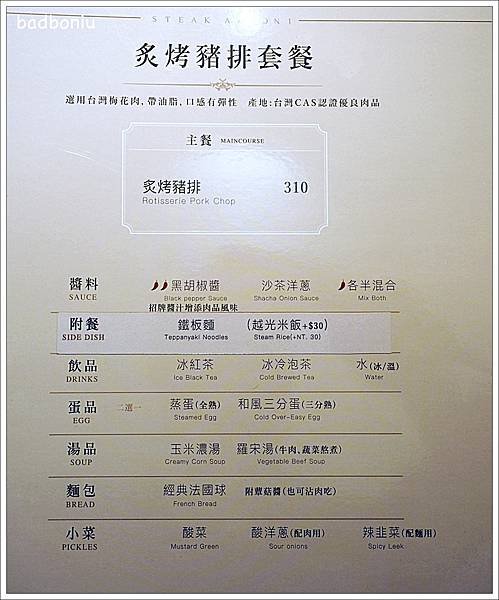 STEAK
badbonlu
炙烤豬排套餐
選用台灣梅花肉,帶油脂,口感有彈性 產地:台灣CAS認證優良肉品
主餐 MAINCOURSE
炙烤豬排 310
Rotisserie Pork Chop
醬料 黑胡椒醬 沙茶洋蔥 各半混合
SAUCE Black pepper Sauce Shacha Onion Sauce Mix Both
招牌醬汁增添肉品風味
附餐 鐵板麵 (越光米飯+$30)
SIDE DISH Teppanyaki Noodles Steam Rice(+NT. 30)
飲品 冰紅茶 冰冷泡茶 水(冰/溫)
DRINKS Ice Black Tea Cold Brewed Tea Water
蛋品 二選一 蒸蛋(全熟) 和風三分蛋(三分熟)
EGG Steamed Egg Cold Over-Easy Egg
湯品 玉米濃湯 羅宋湯(牛肉、蔬菜熬煮)
SOUP Creamy Corn Soup Vegetable Beef Soup
麵包 經典法國球 附蕈菇醬(也可沾肉吃)
BREAD French Bread
小菜 酸菜 酸洋蔥(配肉用) 辣韭菜(配麵用)
PICKLES Mustard Green Sour onions Spicy Leek